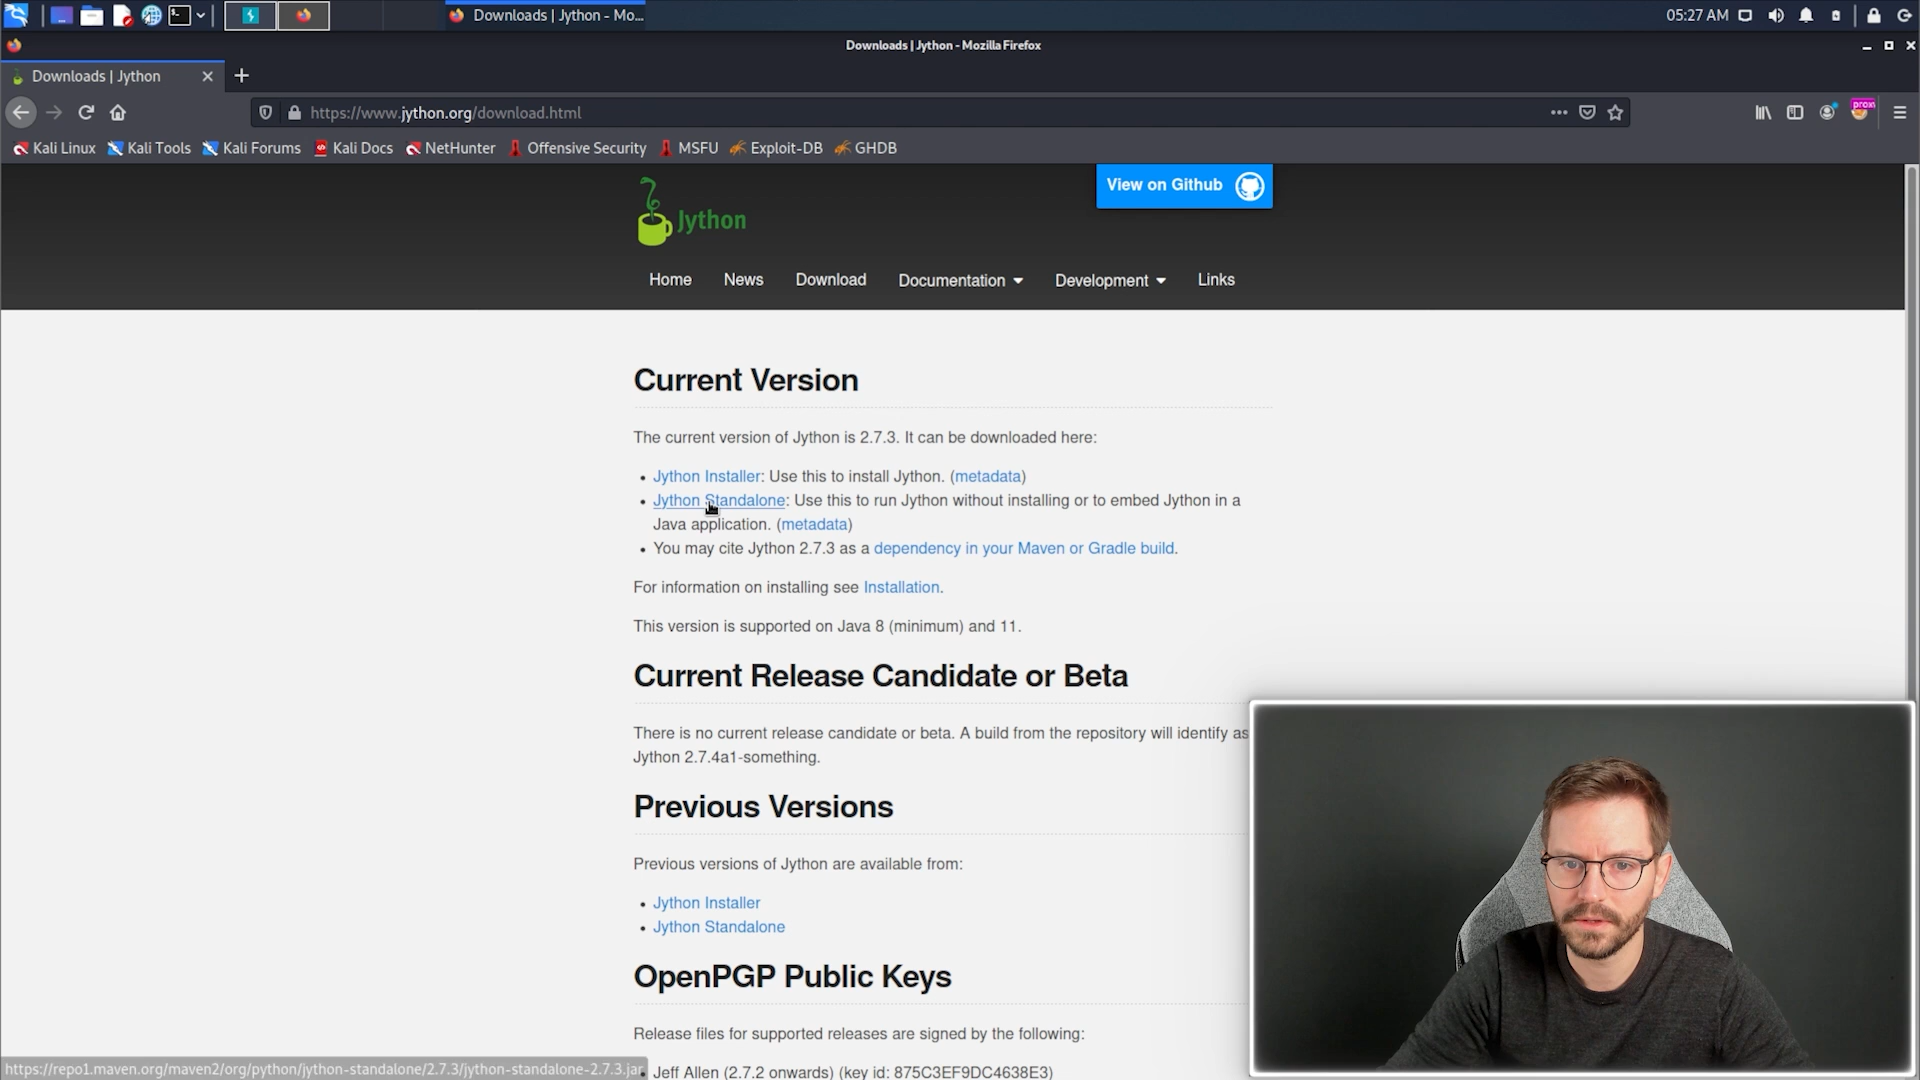 Downloads | Jython - Mo...
05:27 AM
Downloads | Jython - Mozilla Firefox
Downloads | Jython
https://www.jython.org/download.html
prox
Kali Linux
Kali Tools
Kali Forums
Kali Docs
NetHunter
Offensive Security
MSFU
Exploit-DB
GHDB
View on Github
Jython
Home
News
Download
Documentation
Development
Links
Current Version
The current version of Jython is 2.7.3. It can be downloaded here:
• Jython Installer: Use this to install Jython. (metadata)
• Jython Standalone: Use this to run Jython without installing or to embed Jython in a
Java application. (metadata)
• You may cite Jython 2.7.3 as a dependency in your Maven or Gradle build.
For information on installing see Installation.
This version is supported on Java 8 (minimum) and 11.
Current Release Candidate or Beta
There is no current release candidate or beta. A build from the repository will identify as
Jython 2.7.4a1-something.
Previous Versions
Previous versions of Jython are available from:
• Jython Installer
• Jython Standalone
OpenPGP Public Keys
Release files for supported releases are signed by the following:
• Jeff Allen (2.7.2 onwards) (key id: 875C3EF9DC4638E3)
https://repo1.maven.org/maven2/org/python/jython-standalone/2.7.3/jython-standalone-2.7.3.jar